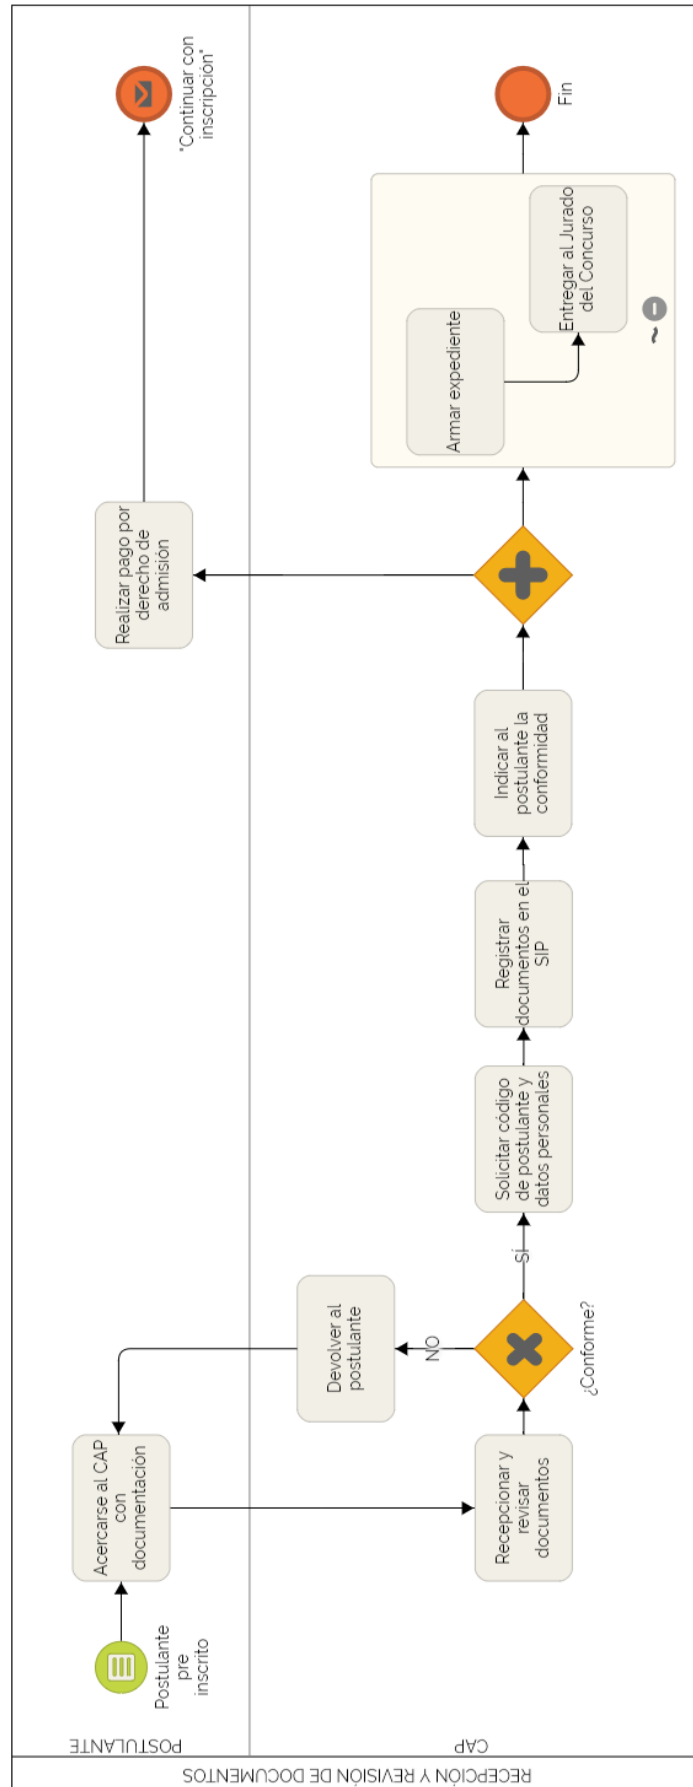 RECEPCIÓN Y REVISIÓN DE DOCUMENTOS
POSTULANTE
CAP
Postulante
pre
inscrito
Acercarse al CAP
con
documentación
Recepcionar y
revisar
documentos
¿Conforme?
NO
Devolver al
postulante
SÍ
Solicitar código
de postulante y
datos personales
Registrar
documentos en el
SIP
Indicar al
postulante la
conformidad
Realizar pago por
derecho de
admisión
"Continuar con
inscripción"
Armar expediente
Entregar al Jurado
del Concurso
Fin